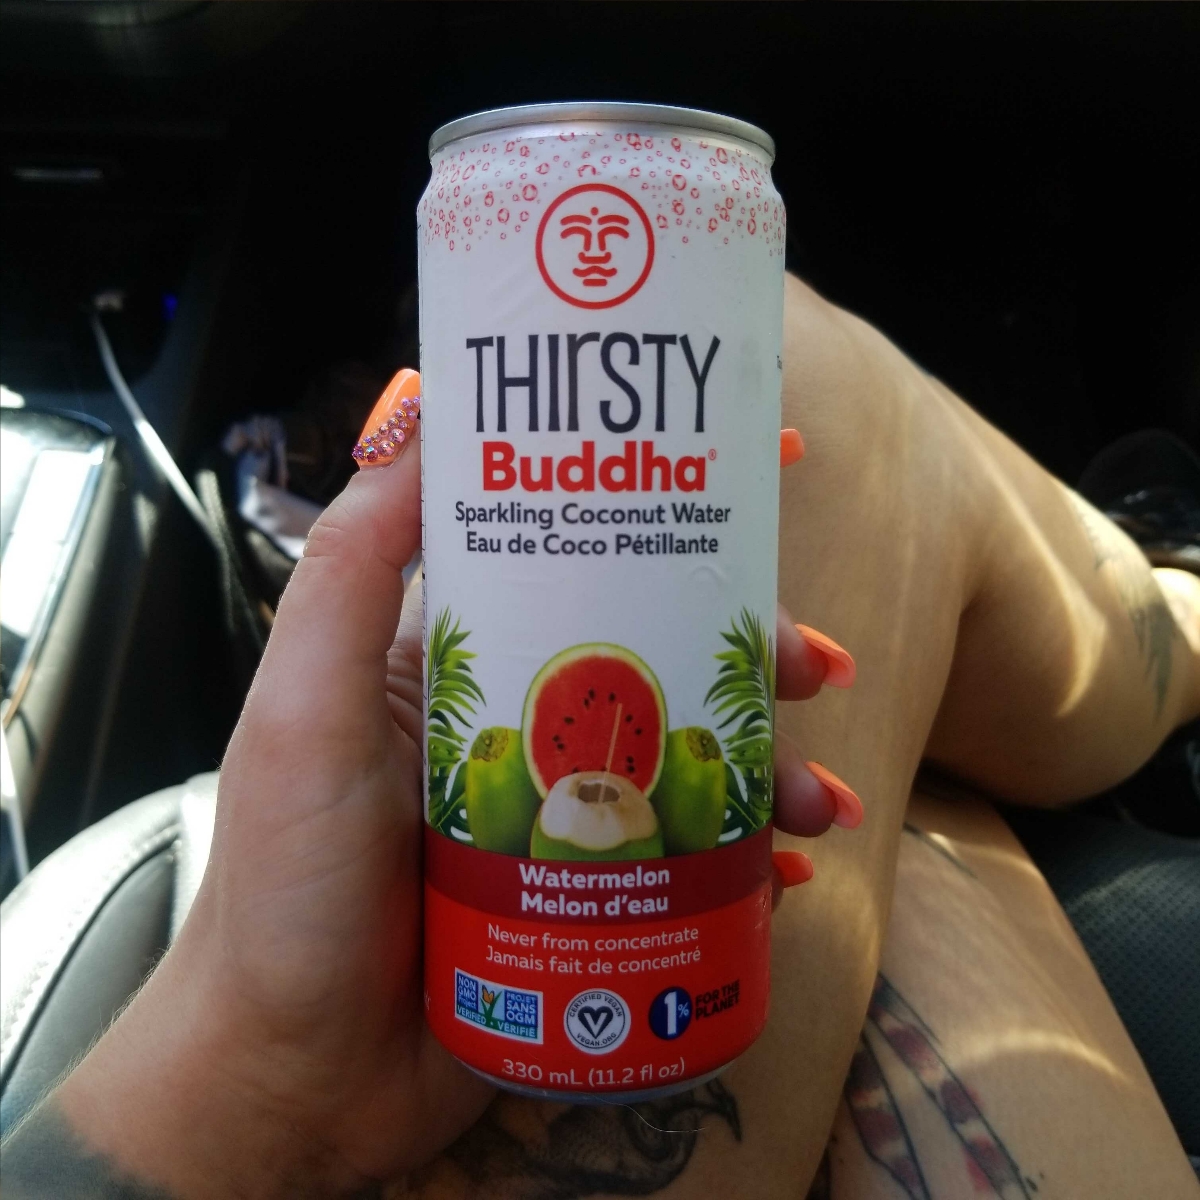 THIRSTY
Buddha®
Sparkling Coconut Water
Eau de Coco Pétillante
Watermelon
Melon d'eau
Never from concentrate
Jamais fait de concentré
NON
GMO
Project
VERIFIED
PROJET
SANS
OGM
VÉRIFIÉ
CERTIFIED VEGAN
VEGAN.ORG
1%
FOR THE
PLANET
330 mL (11.2 fl oz)